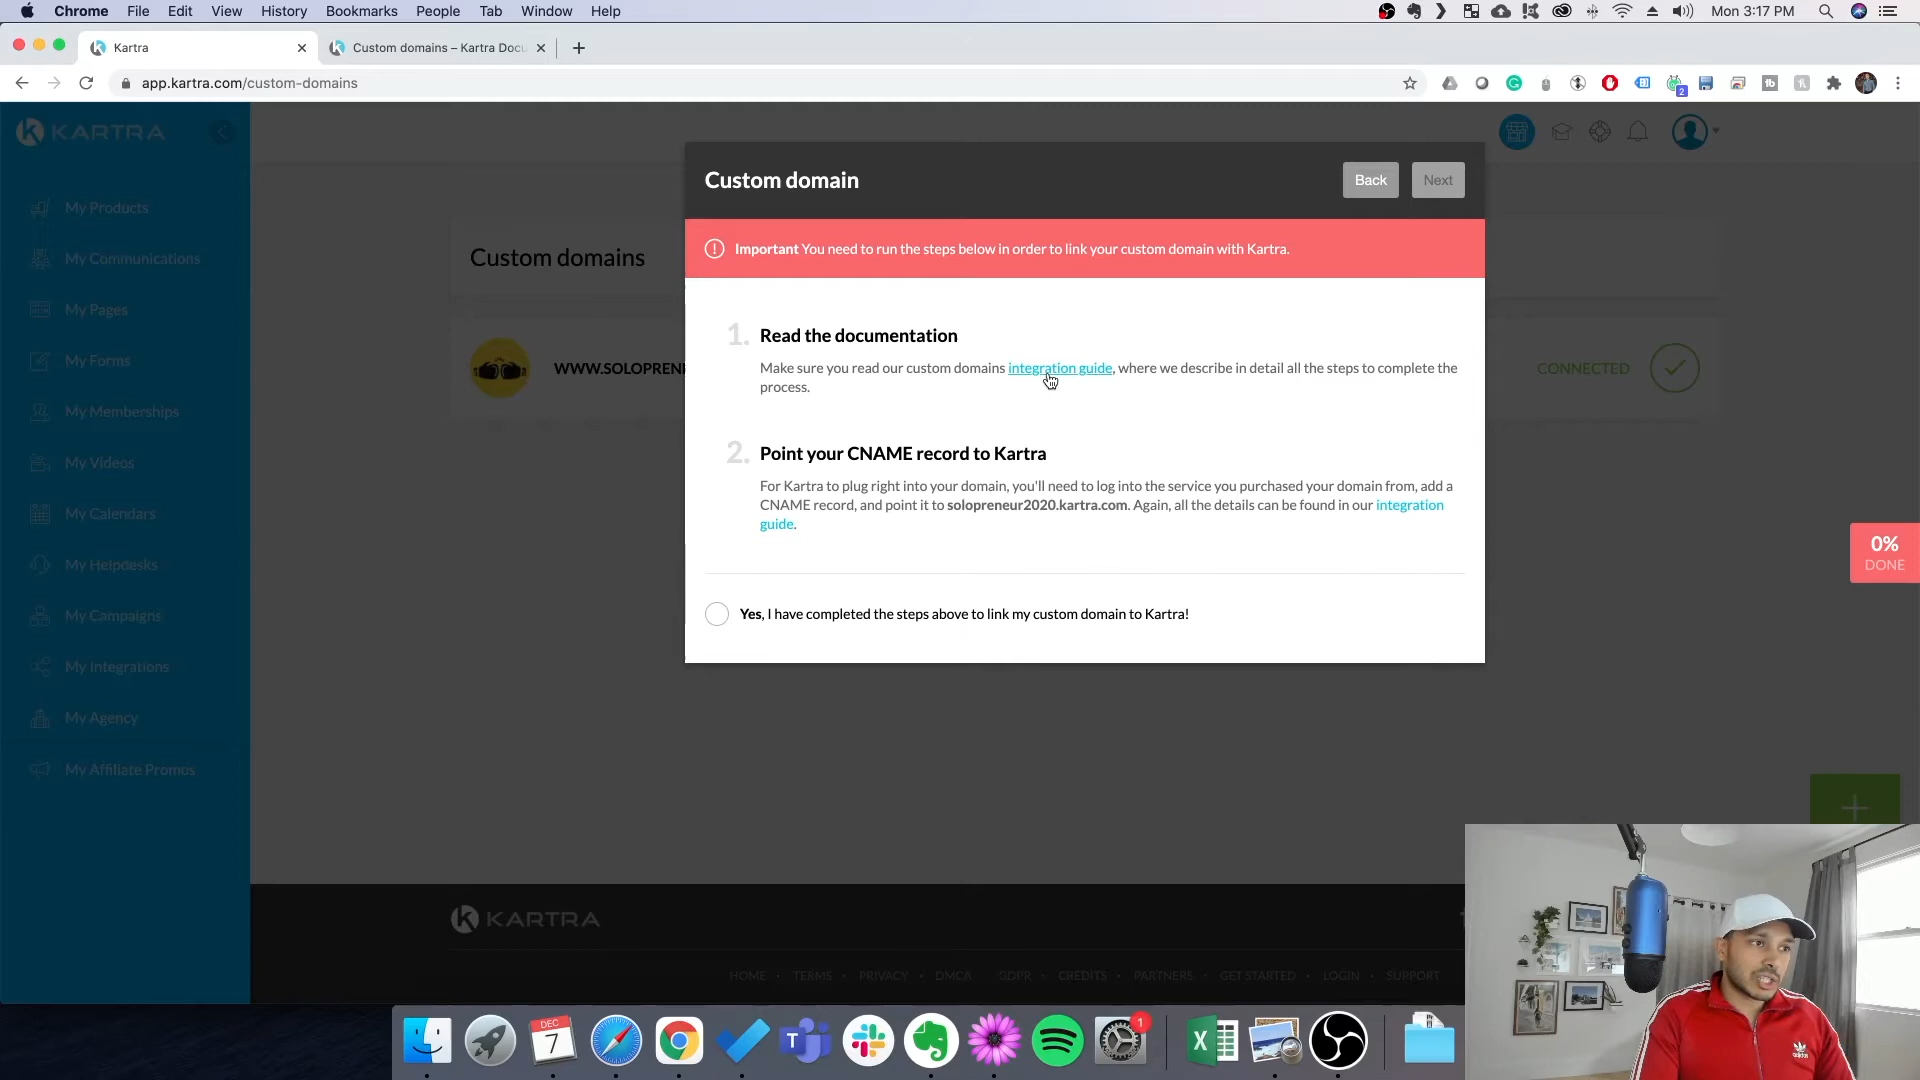 Chrome File Edit View History Bookmarks People Tab Window Help
Mon 3:17 PM
Kartra
Custom domains – Kartra Docu
app.kartra.com/custom-domains
2
KARTRA
My Products
My Communications
My Pages
My Forms
My Memberships
My Videos
My Calendars
My Helpdesks
My Campaigns
My Integrations
My Agency
My Affiliate Promos
Custom domains
WWW.SOLOPREN
CONNECTED
Custom domain
Back
Next
Important You need to run the steps below in order to link your custom domain with Kartra.
1. Read the documentation
Make sure you read our custom domains integration guide, where we describe in detail all the steps to complete the
process.
2. Point your CNAME record to Kartra
For Kartra to plug right into your domain, you'll need to log into the service you purchased your domain from, add a
CNAME record, and point it to solopreneur2020.kartra.com. Again, all the details can be found in our integration
guide.
Yes, I have completed the steps above to link my custom domain to Kartra!
0%
DONE
KARTRA
HOME • TERMS • PRIVACY • DMCA • GDPR • CREDITS • PARTNERS • GET STARTED • LOGIN • SUPPORT
DEC
7
1
adidas